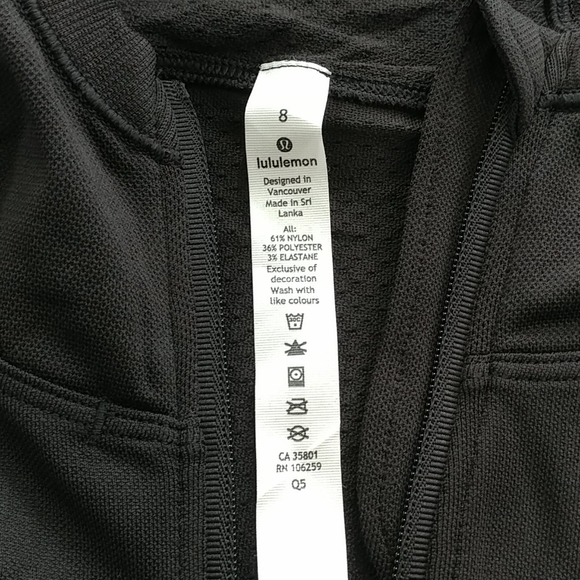 8
lululemon
Designed in
Vancouver
Made in Sri
Lanka
All:
61% NYLON
36% POLYESTER
3% ELASTANE
Exclusive of
decoration
Wash with
like colours
30C
CA 35801
RN 106259
Q5